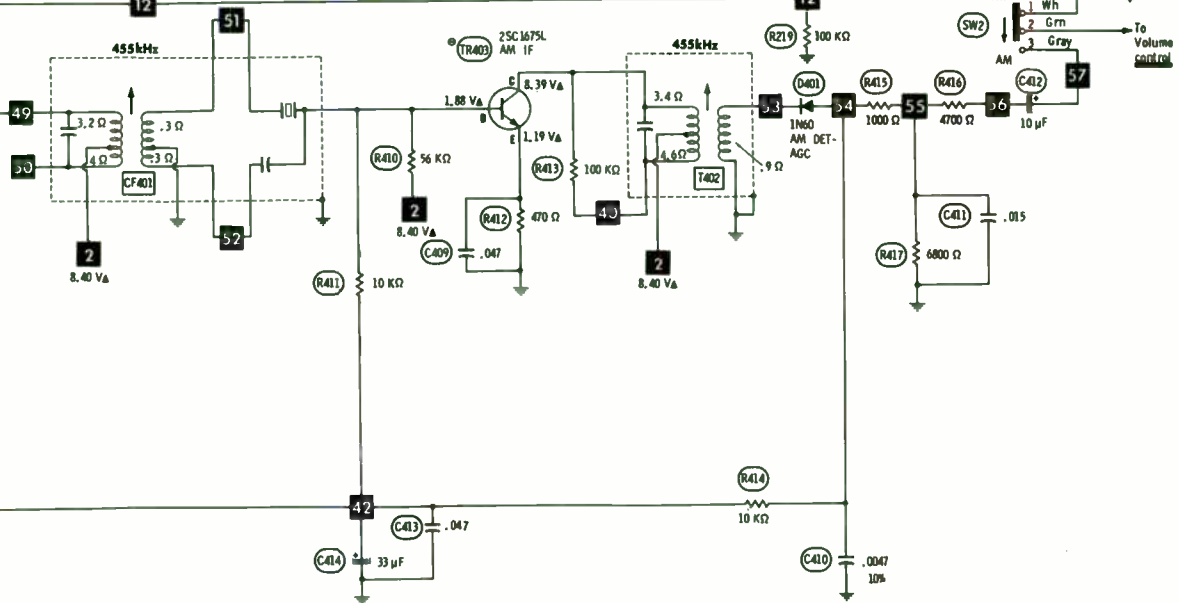 12
12
51
R219
100 KΩ
SW2
1 Wh
2 Grn
3 Gray
AM
To
Volume
control
57
455kHz
TR403
2SC1675L
AM IF
455kHz
49
50
3.2 Ω
.4 Ω
.3 Ω
.3 Ω
CF401
2
8.40 V▲
52
1.88 V▲
B
C
8.39 V▲
E
1.19 V▲
R410
56 KΩ
2
8.40 V▲
R411
10 KΩ
R412
470 Ω
C409
.047
R413
100 KΩ
40
3.4 Ω
4.6Ω
T402
.9 Ω
2
8.40 V▲
53
D401
1N60
AM DET-
AGC
54
R415
1000 Ω
55
R416
4700 Ω
56
C412
10 µF
C411
.015
R417
6800 Ω
42
C413
.047
C414
33 µF
R414
10 KΩ
C410
.0047
10%